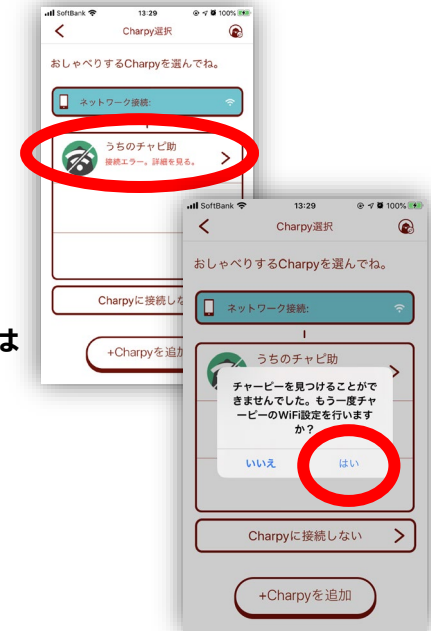 SoftBank 13:29 100%
Charpy選択
おしゃべりするCharpyを選んでね。
ネットワーク接続:
うちのチャピ助
接続エラー。詳細を見る。
Charpyに接続しな
+Charpyを追加
は
SoftBank 13:29 100%
Charpy選択
おしゃべりするCharpyを選んでね。
ネットワーク接続:
うちのチャピ助
チャーピーを見つけることがで
きませんでした。もう一度チャ
ーピーのWiFi設定を行います
か？
いいえ はい
Charpyに接続しない
+Charpyを追加